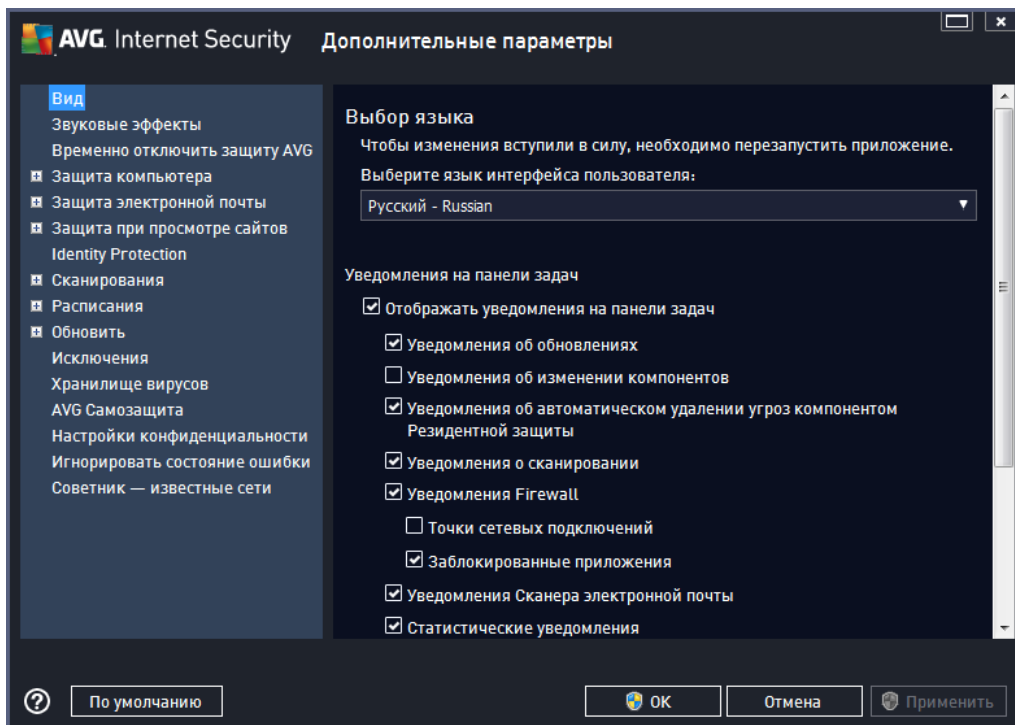 AVG. Internet Security
Дополнительные параметры
Вид
Звуковые эффекты
Временно отключить защиту AVG
Защита компьютера
Защита электронной почты
Защита при просмотре сайтов
Identity Protection
Сканирования
Расписания
Обновить
Исключения
Хранилище вирусов
AVG Самозащита
Настройки конфиденциальности
Игнорировать состояние ошибки
Советник — известные сети
Выбор языка
Чтобы изменения вступили в силу, необходимо перезапустить приложение.
Выберите язык интерфейса пользователя:
Русский - Russian
Уведомления на панели задач
Отображать уведомления на панели задач
Уведомления об обновлениях
Уведомления об изменении компонентов
Уведомления об автоматическом удалении угроз компонентом
Резидентной защиты
Уведомления о сканировании
Уведомления Firewall
Точки сетевых подключений
Заблокированные приложения
Уведомления Сканера электронной почты
Статистические уведомления
По умолчанию
OK
Отмена
Применить